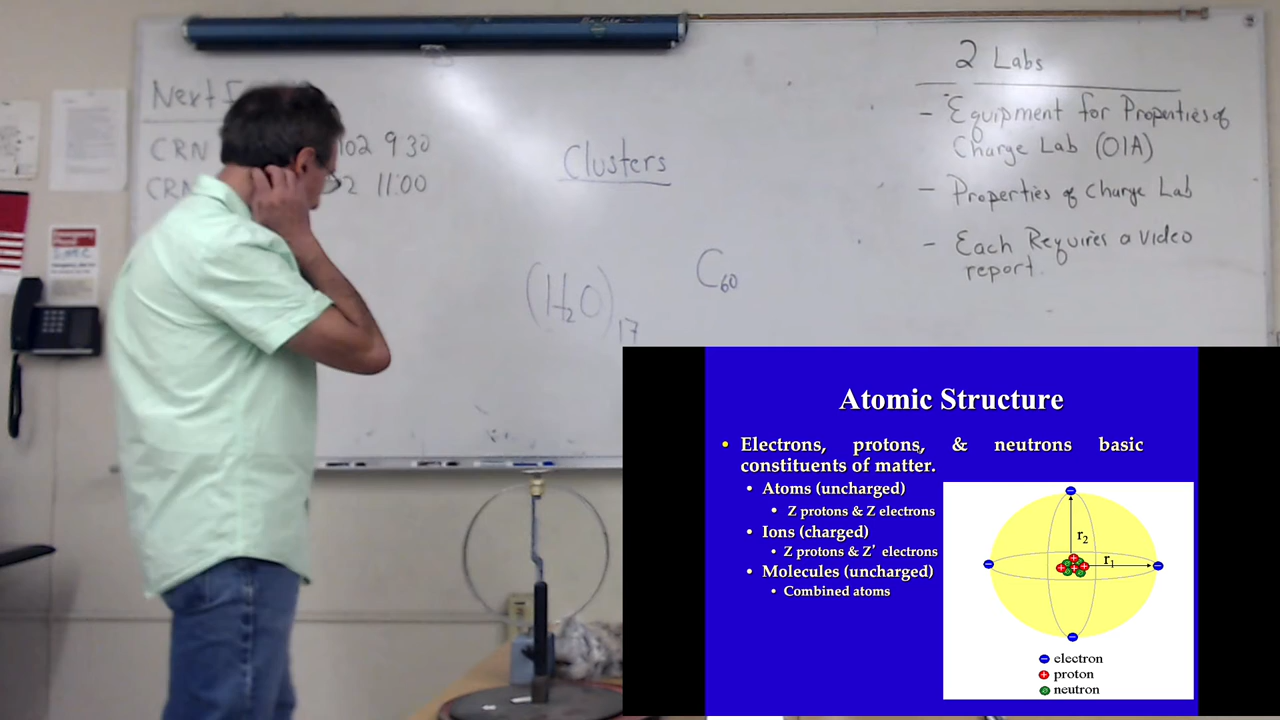 Next
CRN 102 9 30
CRN 2 11:00
Clusters
(H₂O)₁₇
C₆₀
2 Labs
- Equipment for Properties of
Charge Lab (01A)
- Properties of Charge Lab
- Each Requires a video
report.
Atomic Structure
• Electrons, protons, & neutrons basic
constituents of matter.
• Atoms (uncharged)
• Z protons & Z electrons
• Ions (charged)
• Z protons & Z' electrons
• Molecules (uncharged)
• Combined atoms
r₂
r₁
electron
proton
neutron